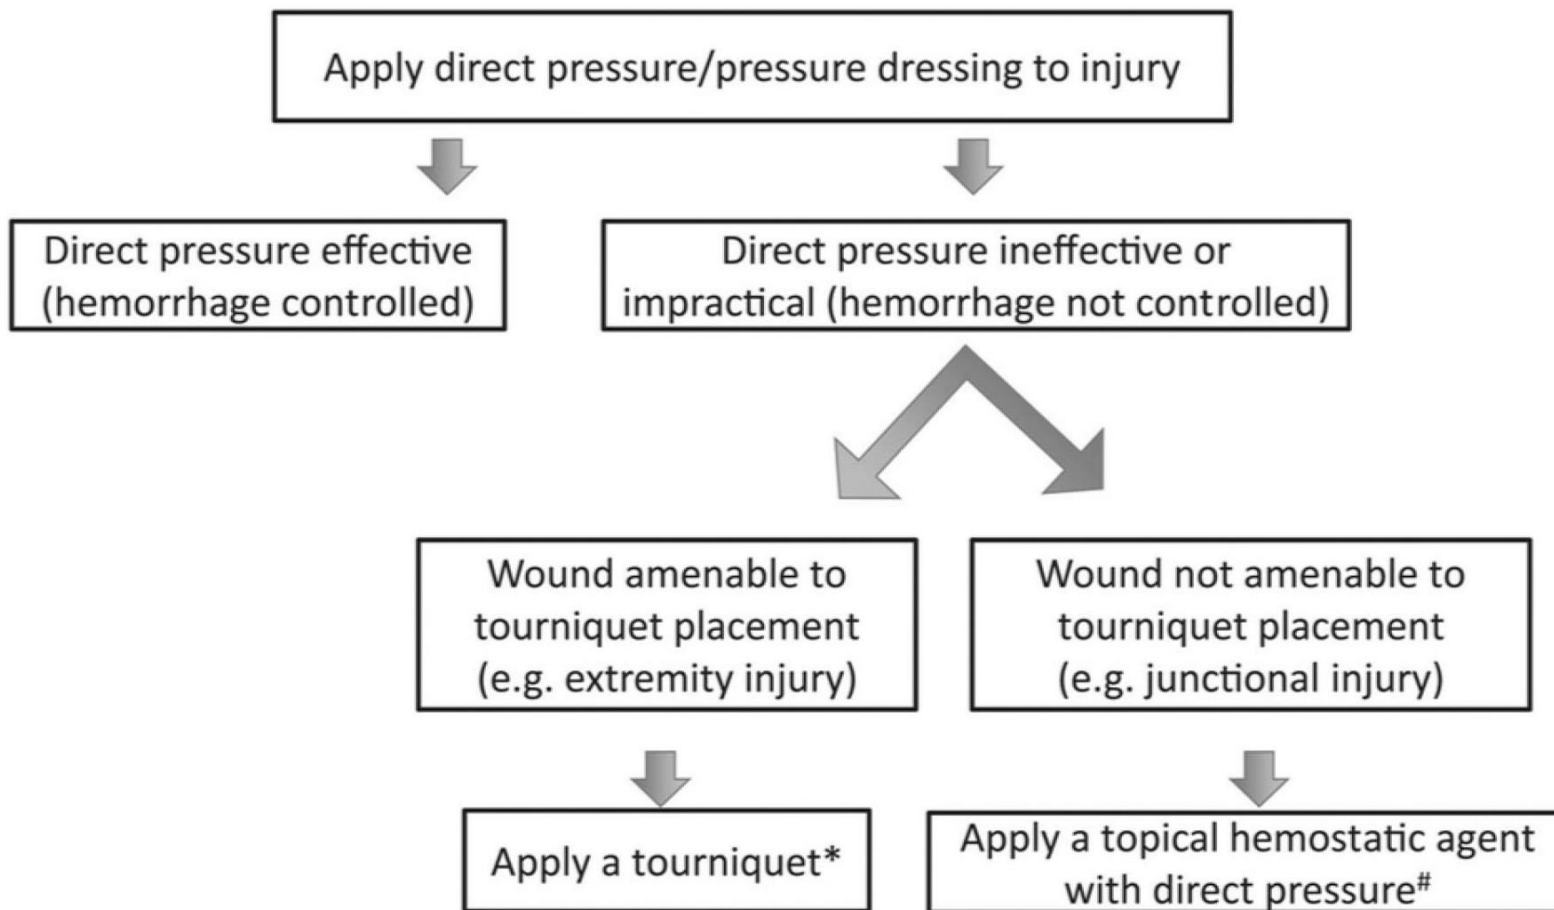 Apply direct pressure/pressure dressing to injury
Direct pressure effective
(hemorrhage controlled)
Direct pressure ineffective or
impractical (hemorrhage not controlled)
Wound amenable to
tourniquet placement
(e.g. extremity injury)
Wound not amenable to
tourniquet placement
(e.g. junctional injury)
Apply a tourniquet*
Apply a topical hemostatic agent
with direct pressure#